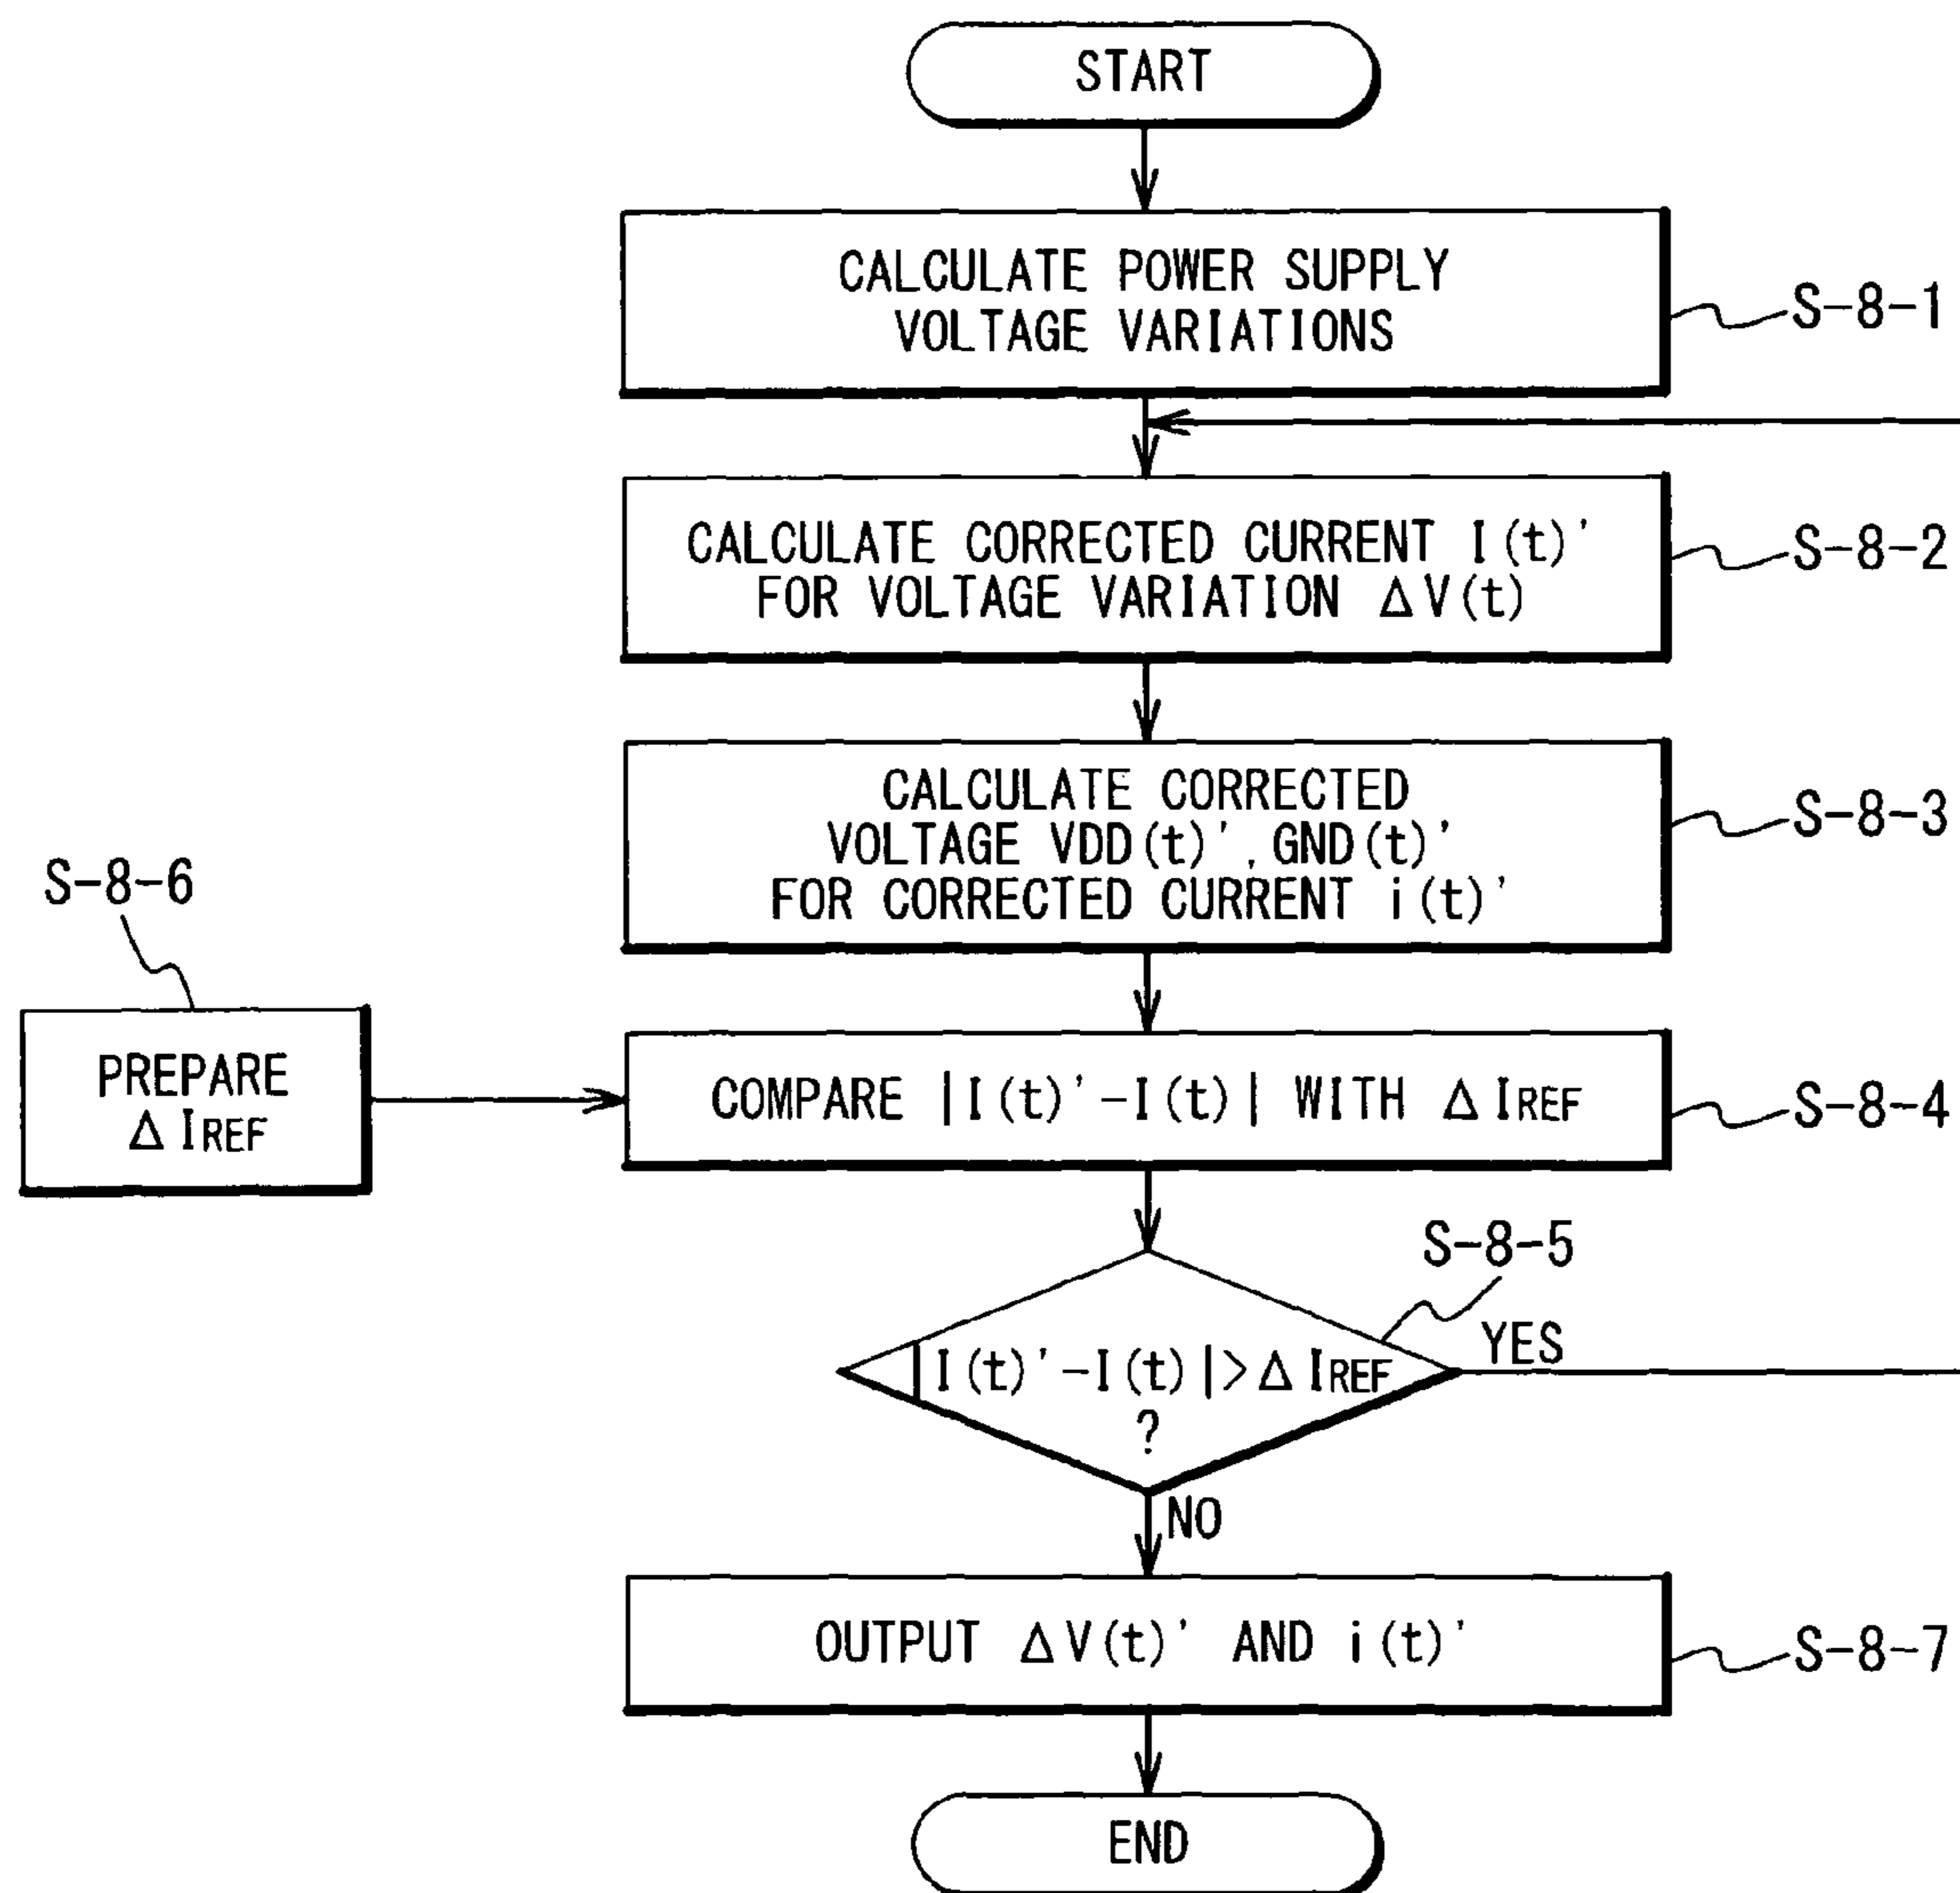 START
CALCULATE POWER SUPPLY
VOLTAGE VARIATIONS
S-8-1
CALCULATE CORRECTED CURRENT I(t)'
FOR VOLTAGE VARIATION ΔV(t)
S-8-2
CALCULATE CORRECTED
VOLTAGE VDD(t)', GND(t)'
FOR CORRECTED CURRENT i(t)'
S-8-3
S-8-6
PREPARE
ΔIREF
COMPARE |I(t)'-I(t)| WITH ΔIREF
S-8-4
S-8-5
|I(t)'-I(t)|>ΔIREF
?
YES
NO
OUTPUT ΔV(t)' AND i(t)'
S-8-7
END